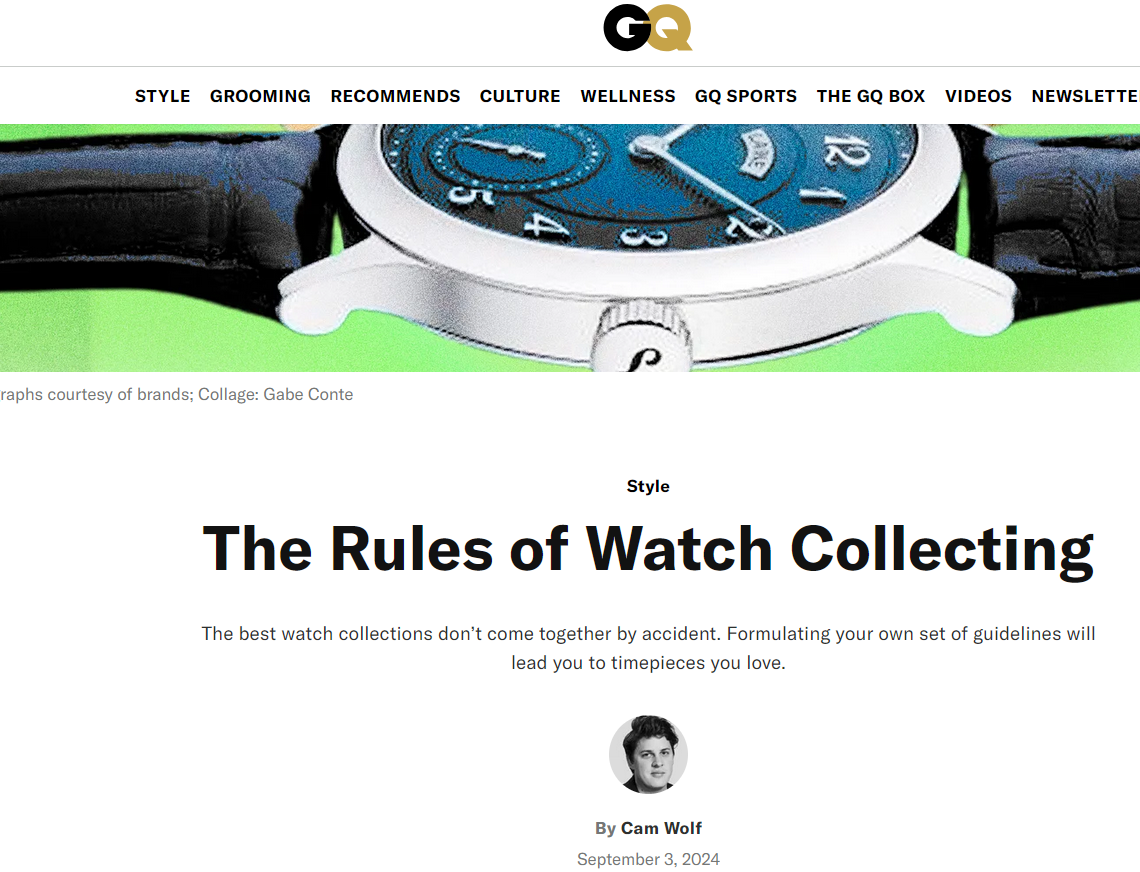 GQ
STYLE GROOMING RECOMMENDS CULTURE WELLNESS GQ SPORTS THE GQ BOX VIDEOS NEWSLETTE
12
1
5
4
3
2
raphs courtesy of brands; Collage: Gabe Conte
Style
The Rules of Watch Collecting
The best watch collections don’t come together by accident. Formulating your own set of guidelines will
lead you to timepieces you love.
By Cam Wolf
September 3, 2024